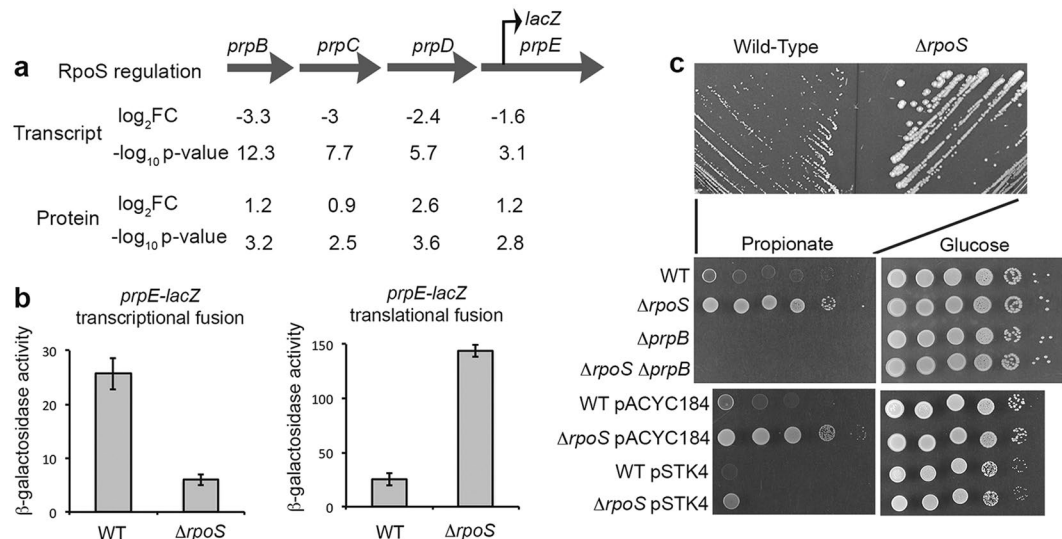 a
RpoS regulation
prpB prpC prpD prpE
lacZ
Transcript
log2FC -3.3 -3 -2.4 -1.6
-log10 p-value 12.3 7.7 5.7 3.1
Protein
log2FC 1.2 0.9 2.6 1.2
-log10 p-value 3.2 2.5 3.6 2.8
b
prpE-lacZ
transcriptional fusion
β-galactosidase activity
30
20
10
0
WT ΔrpoS
prpE-lacZ
translational fusion
β-galactosidase activity
150
100
50
0
WT ΔrpoS
c
Wild-Type ΔrpoS
Propionate Glucose
WT
ΔrpoS
ΔprpB
ΔrpoS ΔprpB
WT pACYC184
ΔrpoS pACYC184
WT pSTK4
ΔrpoS pSTK4